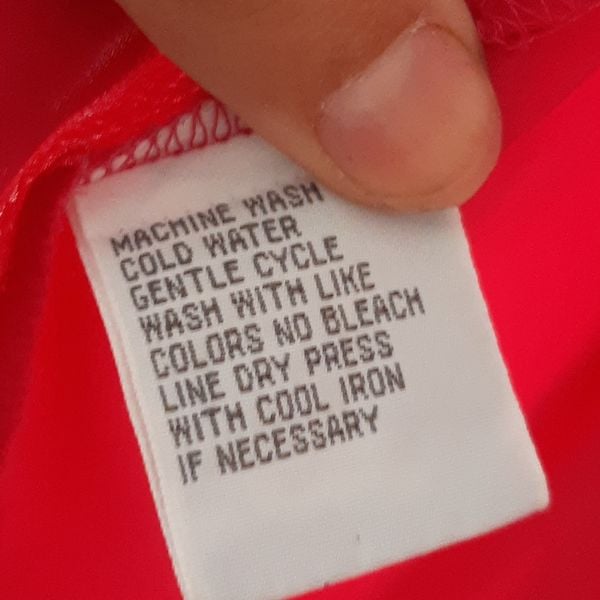 MACHINE WASH
COLD WATER
GENTLE CYCLE
WASH WITH LIKE
COLORS NO BLEACH
LINE DRY PRESS
WITH COOL IRON
IF NECESSARY